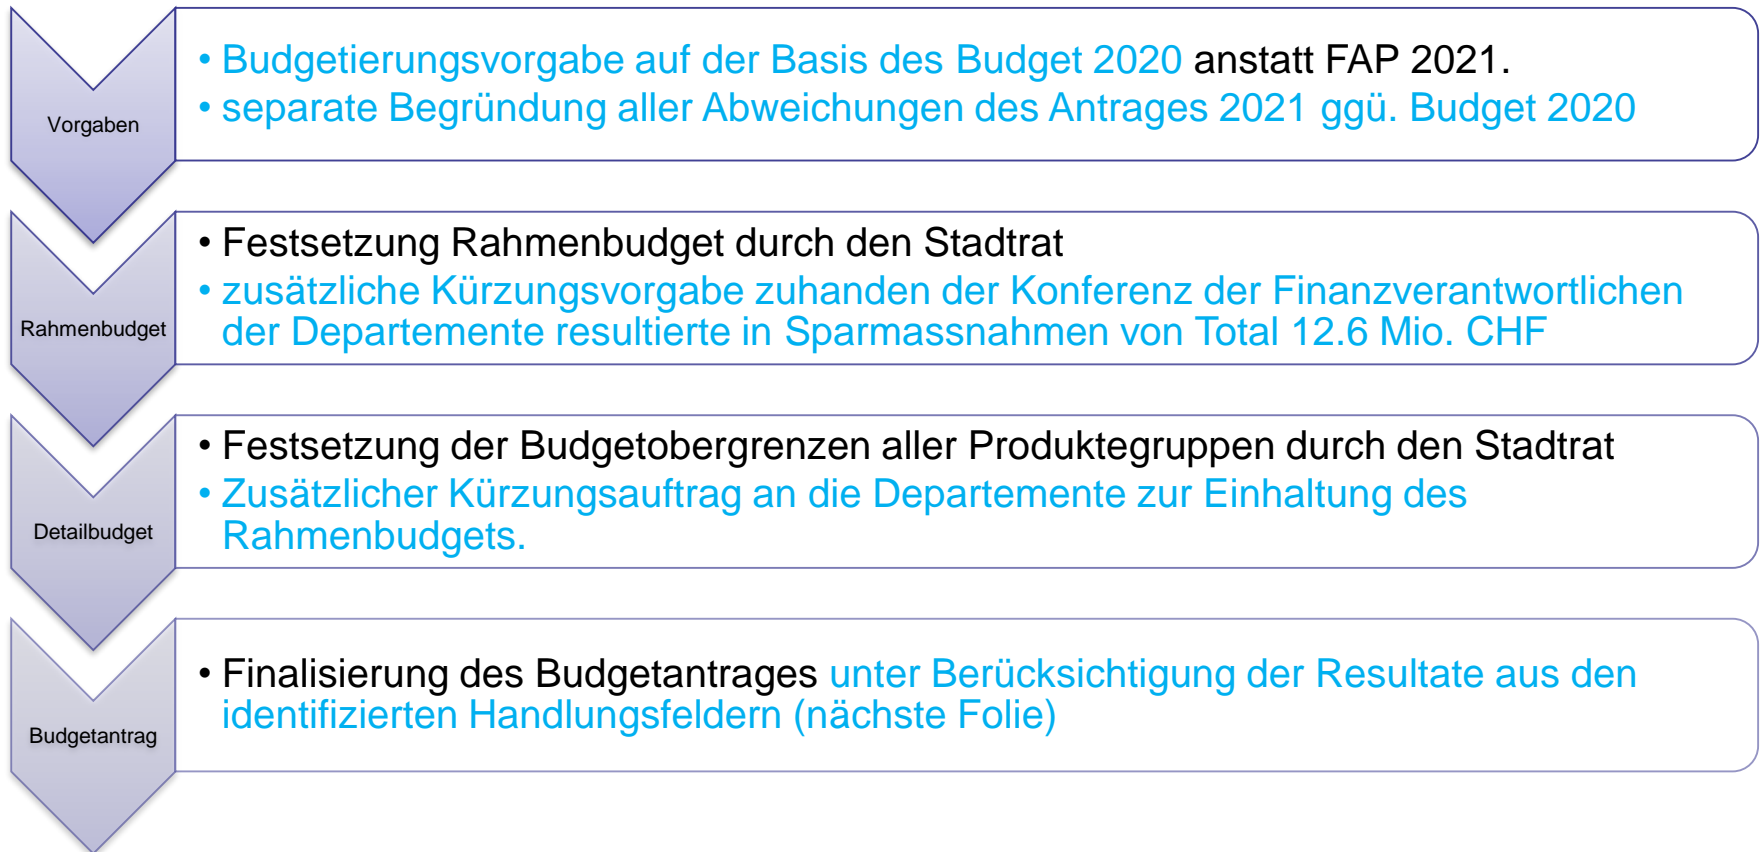 Vorgaben
• Budgetierungsvorgabe auf der Basis des Budget 2020 anstatt FAP 2021.
• separate Begründung aller Abweichungen des Antrages 2021 ggü. Budget 2020
Rahmenbudget
• Festsetzung Rahmenbudget durch den Stadtrat
• zusätzliche Kürzungsvorgabe zuhanden der Konferenz der Finanzverantwortlichen
der Departemente resultierte in Sparmassnahmen von Total 12.6 Mio. CHF
Detailbudget
• Festsetzung der Budgetobergrenzen aller Produktegruppen durch den Stadtrat
• Zusätzlicher Kürzungsauftrag an die Departemente zur Einhaltung des
Rahmenbudgets.
Budgetantrag
• Finalisierung des Budgetantrages unter Berücksichtigung der Resultate aus den
identifizierten Handlungsfeldern (nächste Folie)